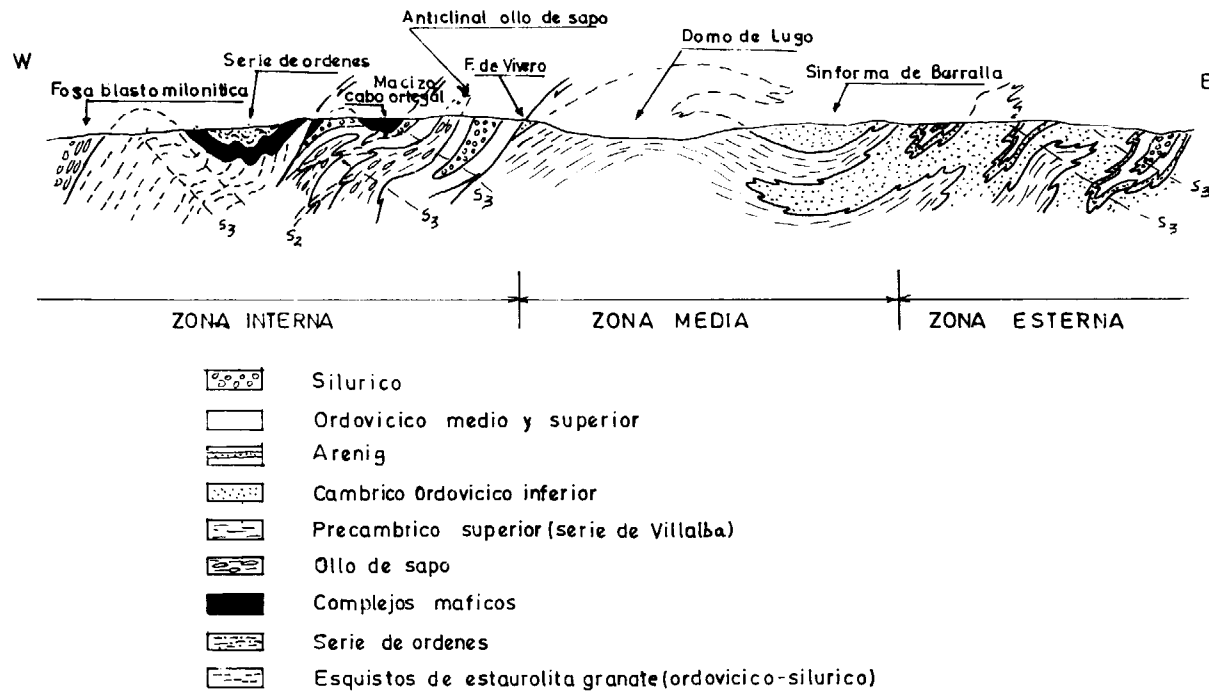 Anticlinal ollo de sapo
W
Serie de ordenes
F. de Vivero
Domo de Lugo
E
Fosa blastomilonitica
Macizo
cabo ortegal
Sinforma de Barralla
S3
S2
S3
S3
S3
S3
ZONA INTERNA
ZONA MEDIA
ZONA ESTERNA
Silurico
Ordovicico medio y superior
Arenig
Cambrico Ordovicico inferior
Precambrico superior (serie de Villalba)
Ollo de sapo
Complejos maficos
Serie de ordenes
Esquistos de estaurolita granate (ordovicico-silurico)